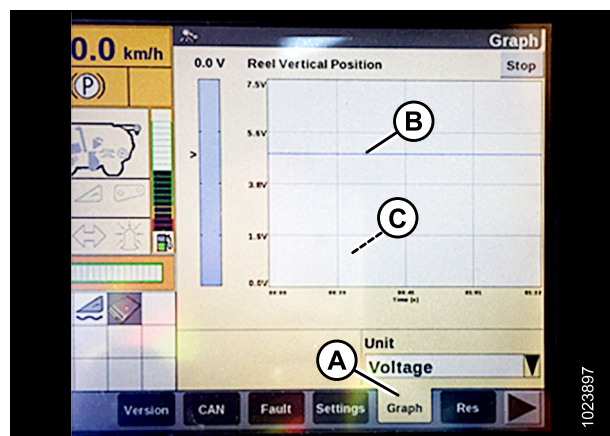 0.0 km/h
Graph
(P)
0.0 V
Reel Vertical Position
Stop
7.5V
5.6V
B
>
3.8V
C
1.9V
0.0V
Time [s]
Unit
A
Voltage
Version
CAN
Fault
Settings
Graph
Res
1023897